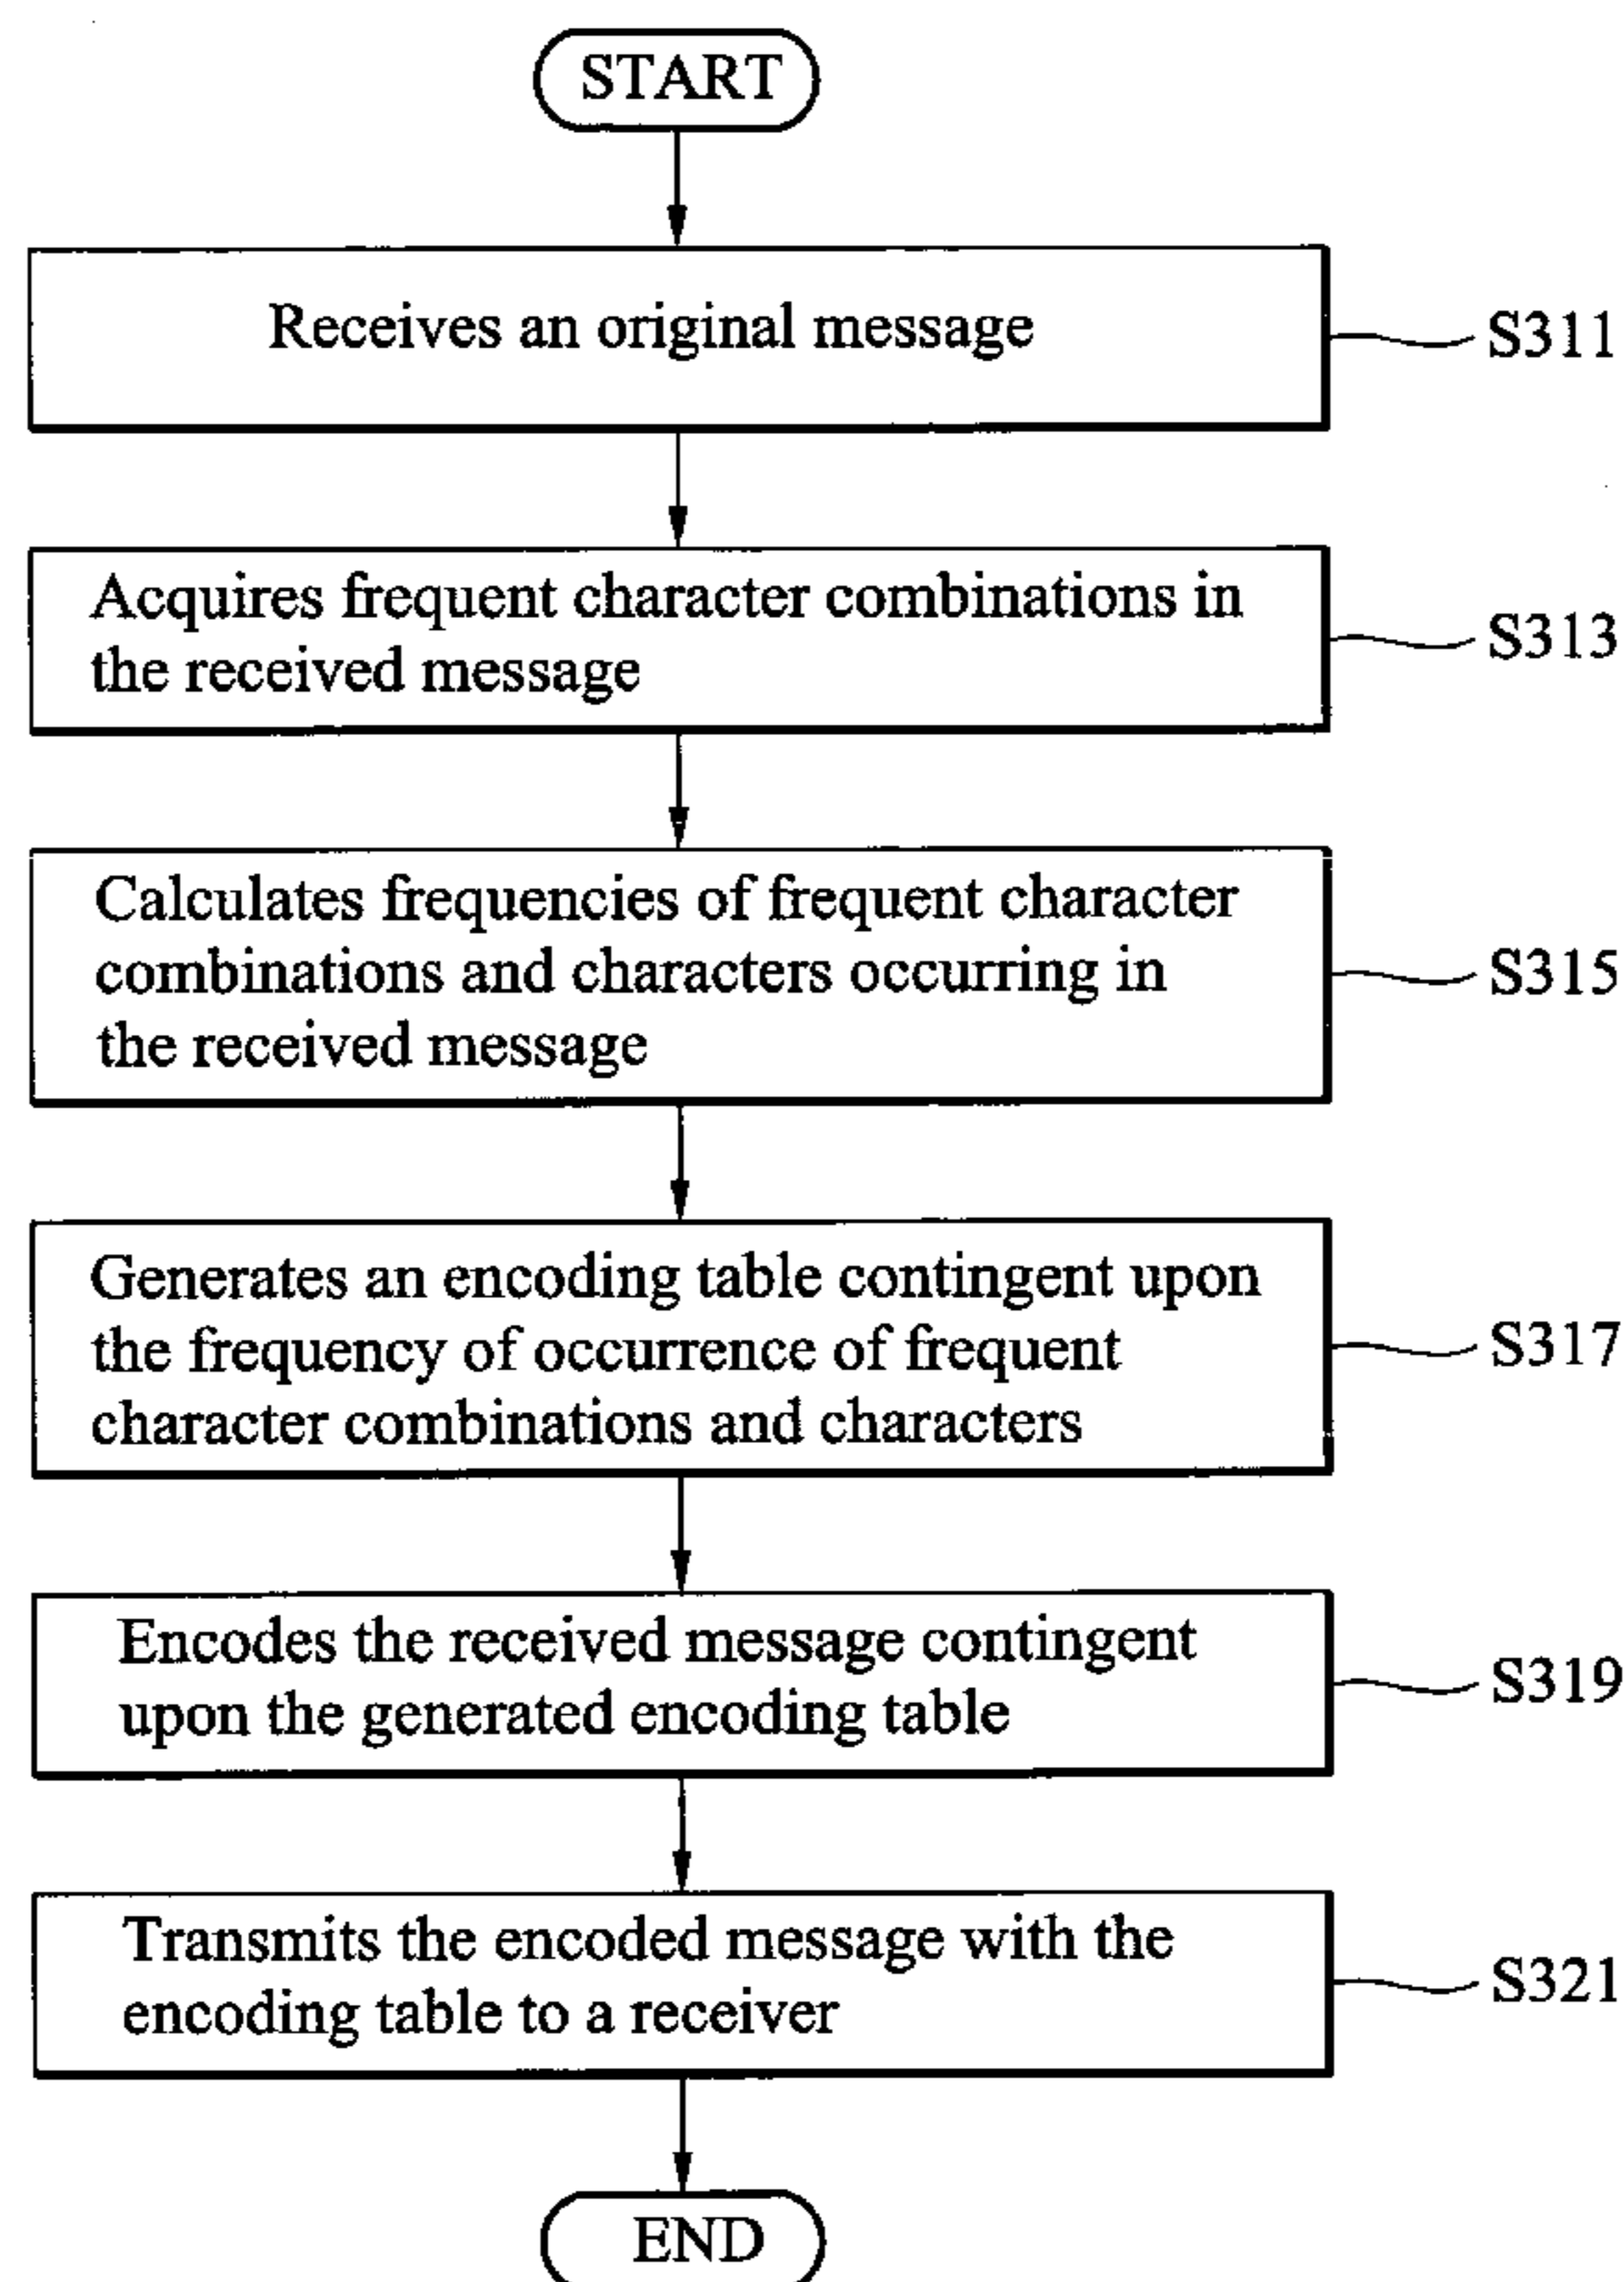 START
Receives an original message
S311
Acquires frequent character combinations in
the received message
S313
Calculates frequencies of frequent character
combinations and characters occurring in
the received message
S315
Generates an encoding table contingent upon
the frequency of occurrence of frequent
character combinations and characters
S317
Encodes the received message contingent
upon the generated encoding table
S319
Transmits the encoded message with the
encoding table to a receiver
S321
END